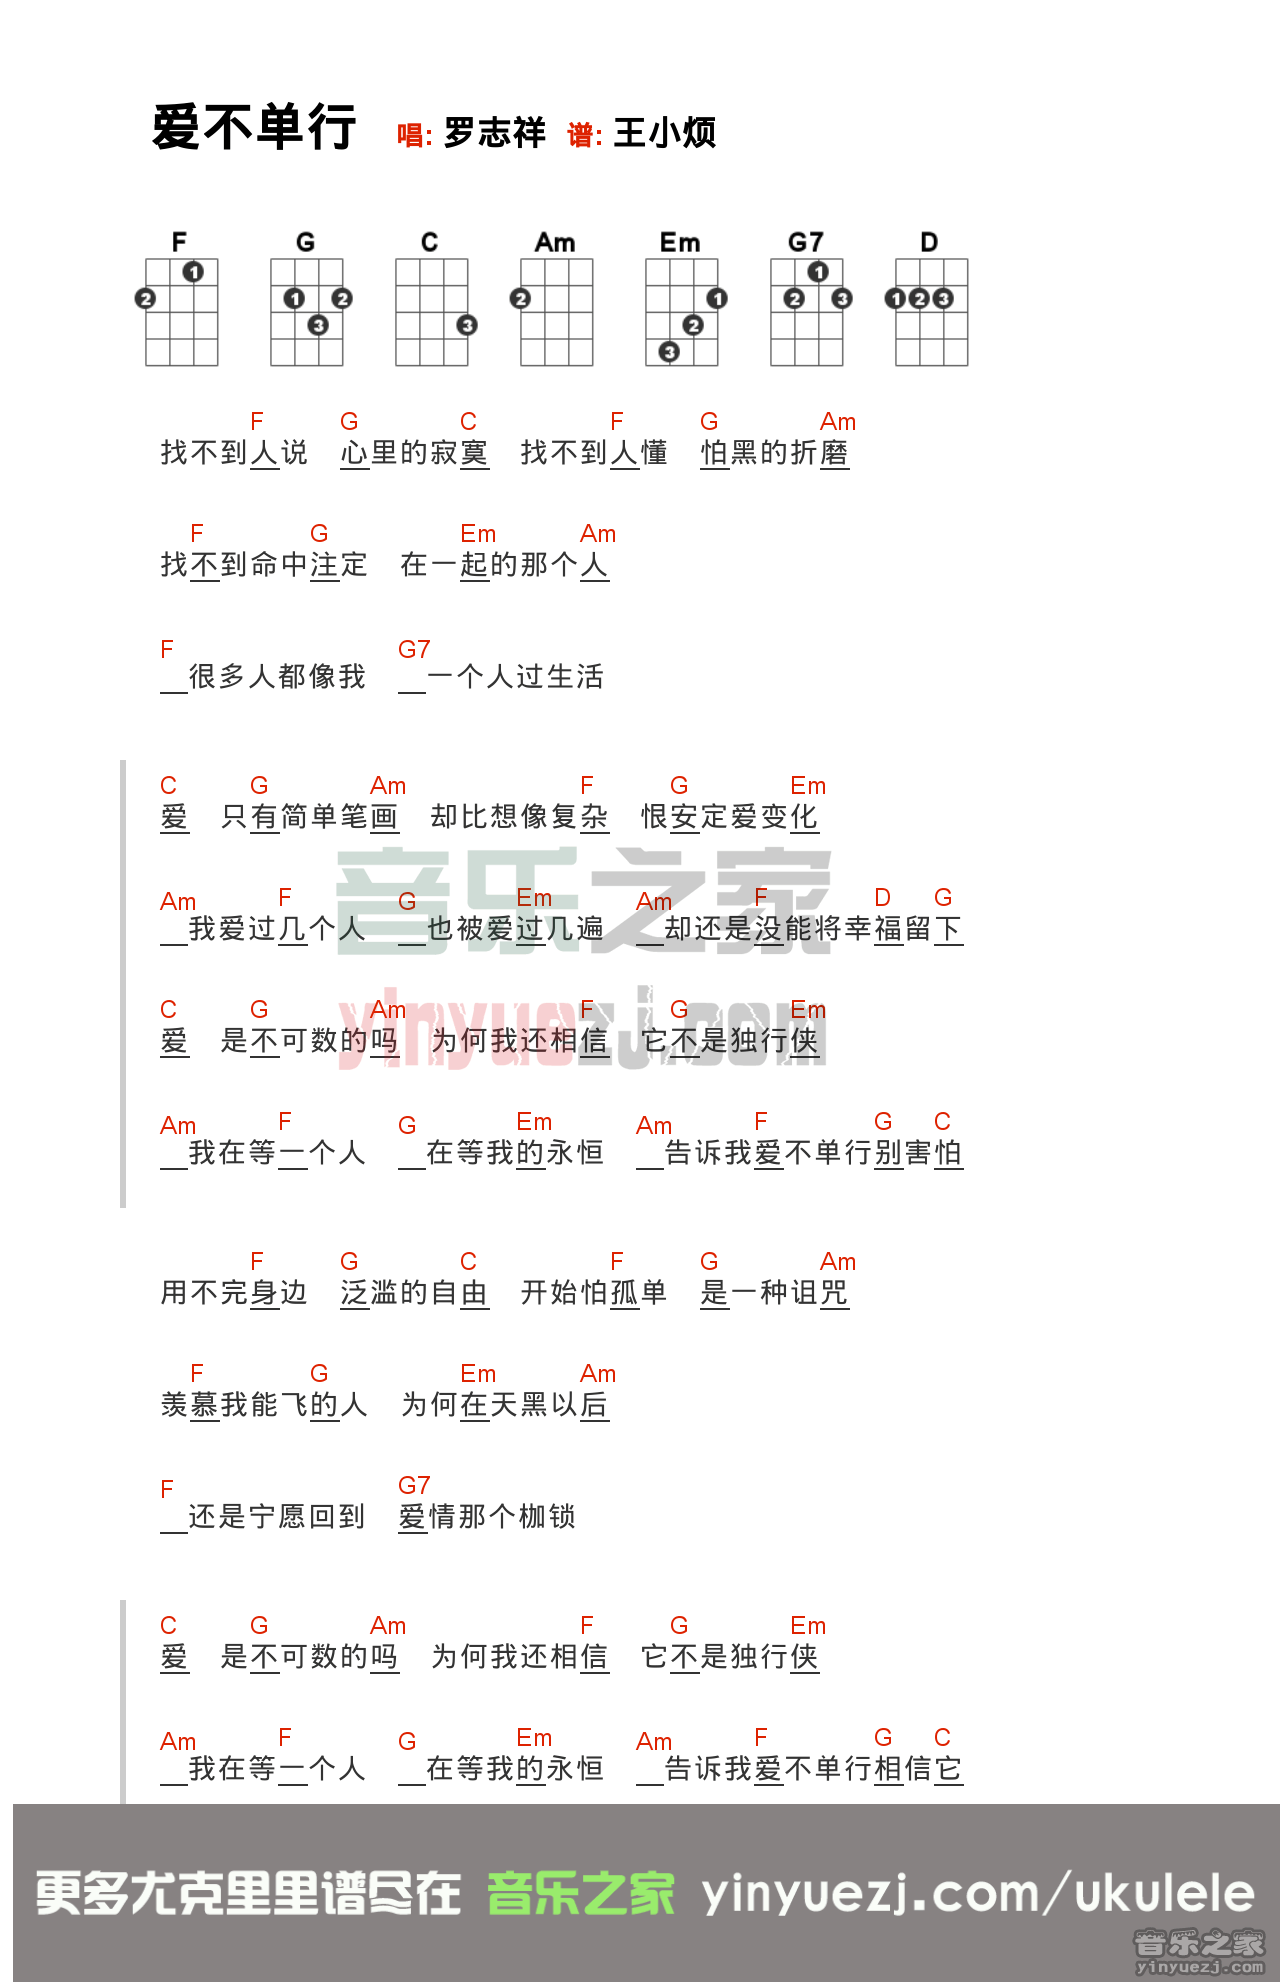 爱不单行 唱: 罗志祥 谱: 王小烦
F G C Am Em G7 D
2 1 1 3 2 3 2 3 2 1 2 1 3 1 2 3
F G C F G Am
找不到人说 心里的寂寞 找不到人懂 怕黑的折磨
F G Em Am
找不到命中注定 在一起的那个人
F G7
__很多人都像我 __一个人过生活
C G Am F G Em
爱 只有简单笔画 却比想像复杂 恨安定爱变化
Am F G Em Am F D G
__我爱过几个人 __也被爱过几遍 __却还是没能将幸福留下
音乐之家
C G Am F G Em
爱 是不可数的吗 为何我还相信 它不是独行侠
yinyuezj.com
Am F G Em Am F G C
__我在等一个人 __在等我的永恒 __告诉我爱不单行别害怕
F G C F G Am
用不完身边 泛滥的自由 开始怕孤单 是一种诅咒
F G Em Am
羡慕我能飞的人 为何在天黑以后
F G7
__还是宁愿回到 爱情那个枷锁
C G Am F G Em
爱 是不可数的吗 为何我还相信 它不是独行侠
Am F G Em Am F G C
__我在等一个人 __在等我的永恒 __告诉我爱不单行相信它
更多尤克里里谱尽在 音乐之家 yinyuezj.com/ukulele
音乐之家
yinyuezj.com